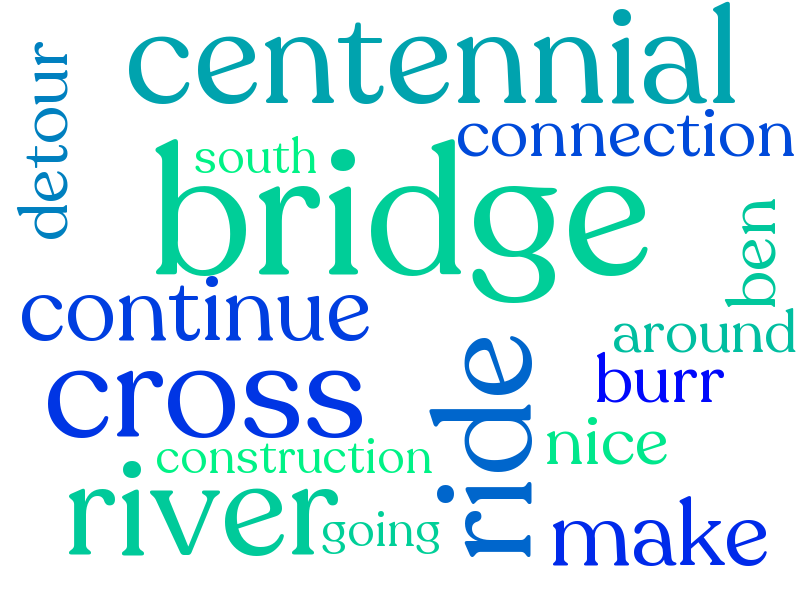 centennial
detour
connection
south
bridge
ben
continue
around
burr
cross
ride
nice
construction
river
going
make